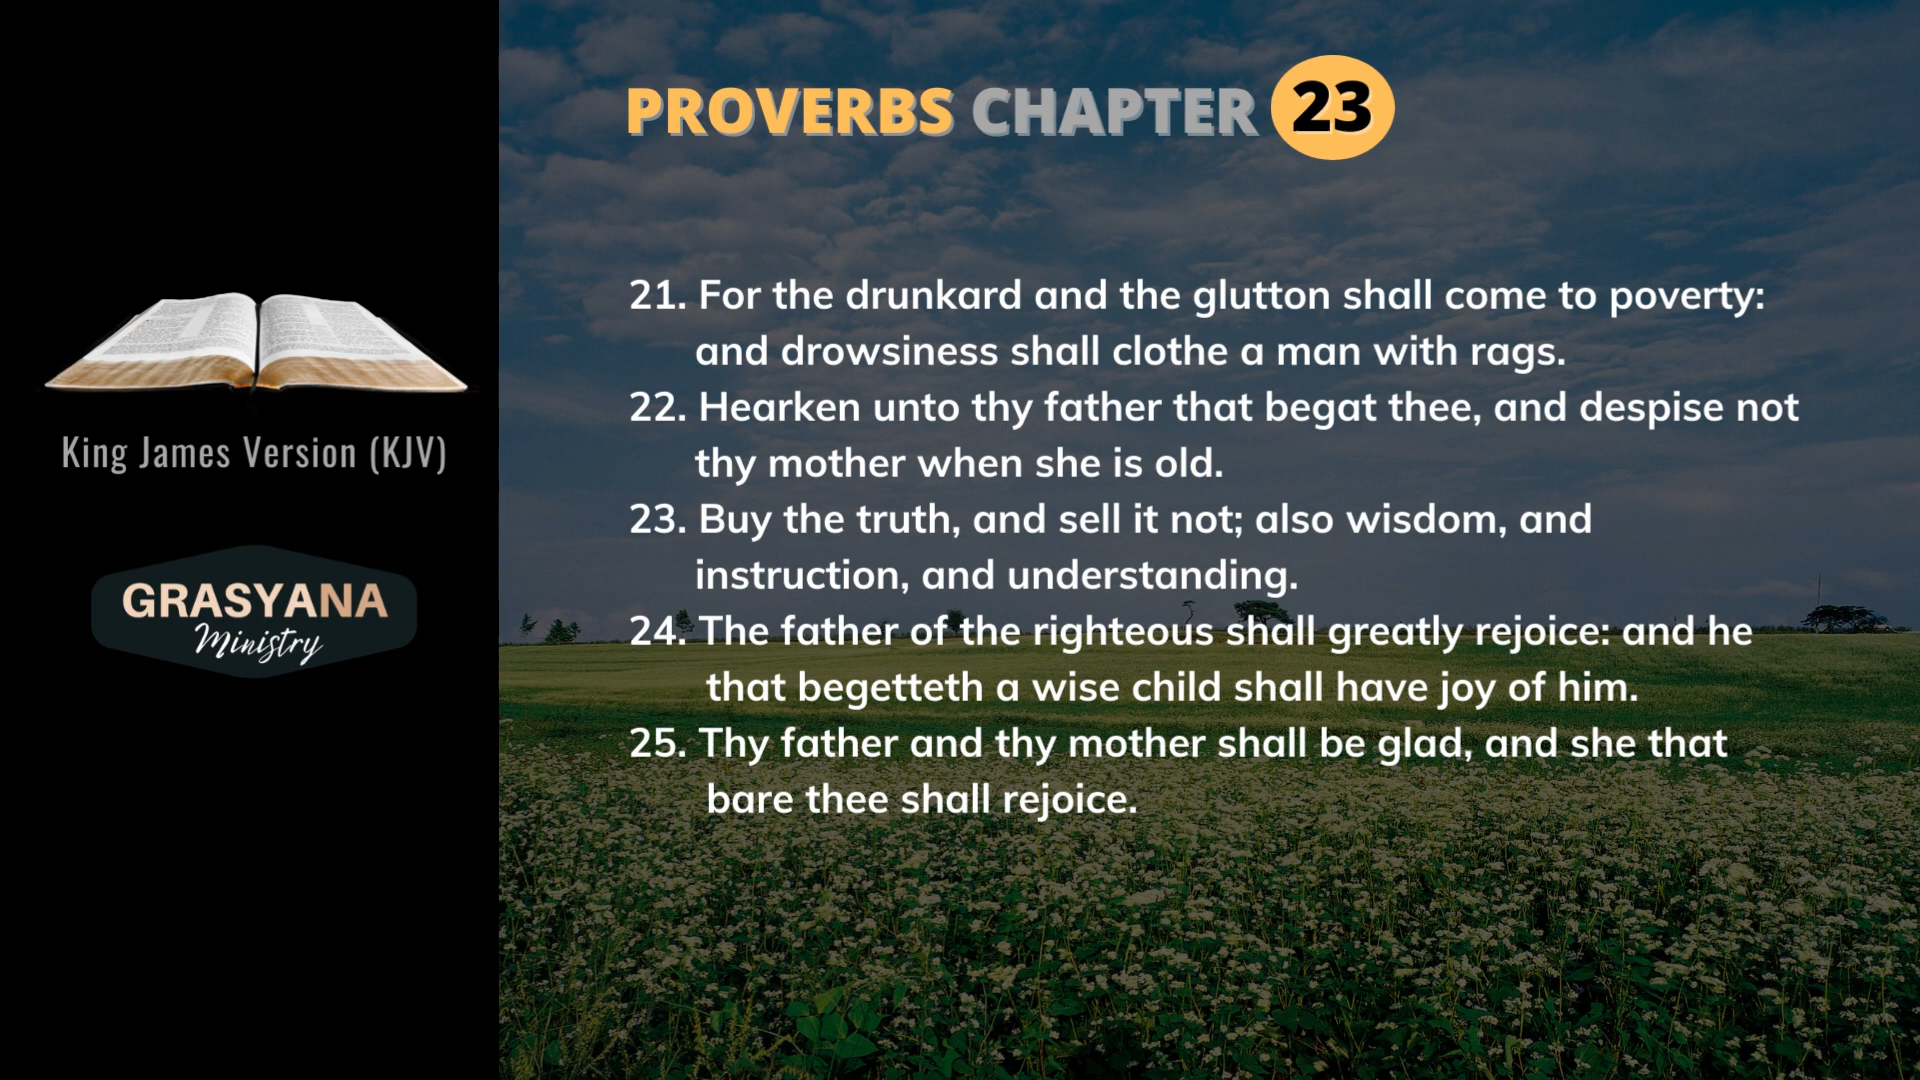 PROVERBS CHAPTER 23
21. For the drunkard and the glutton shall come to poverty:
and drowsiness shall clothe a man with rags.
22. Hearken unto thy father that begat thee, and despise not
thy mother when she is old.
23. Buy the truth, and sell it not; also wisdom, and
instruction, and understanding.
24. The father of the righteous shall greatly rejoice: and he
that begetteth a wise child shall have joy of him.
25. Thy father and thy mother shall be glad, and she that
bare thee shall rejoice.
King James Version (KJV)
GRASYANA
Ministry